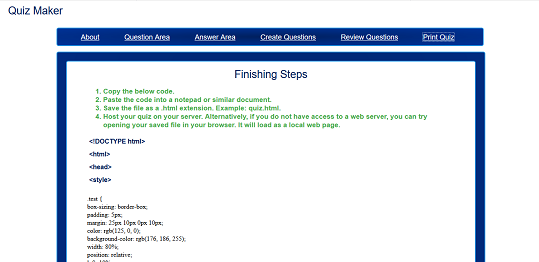 Quiz Maker
About Question Area Answer Area Create Questions Review Questions Print Quiz
Finishing Steps
1. Copy the below code.
2. Paste the code into a notepad or similar document.
3. Save the file as a .html extension. Example: quiz.html.
4. Host your quiz on your server. Alternatively, if you do not have access to a web server, you can try
opening your saved file in your browser. It will load as a local web page.
<!DOCTYPE html>
<html>
<head>
<style>
.test {
box-sizing: border-box;
padding: 5px;
margin: 25px 10px 0px 10px;
color: rgb(125, 0, 0);
background-color: rgb(176, 186, 255);
width: 80%;
position: relative;